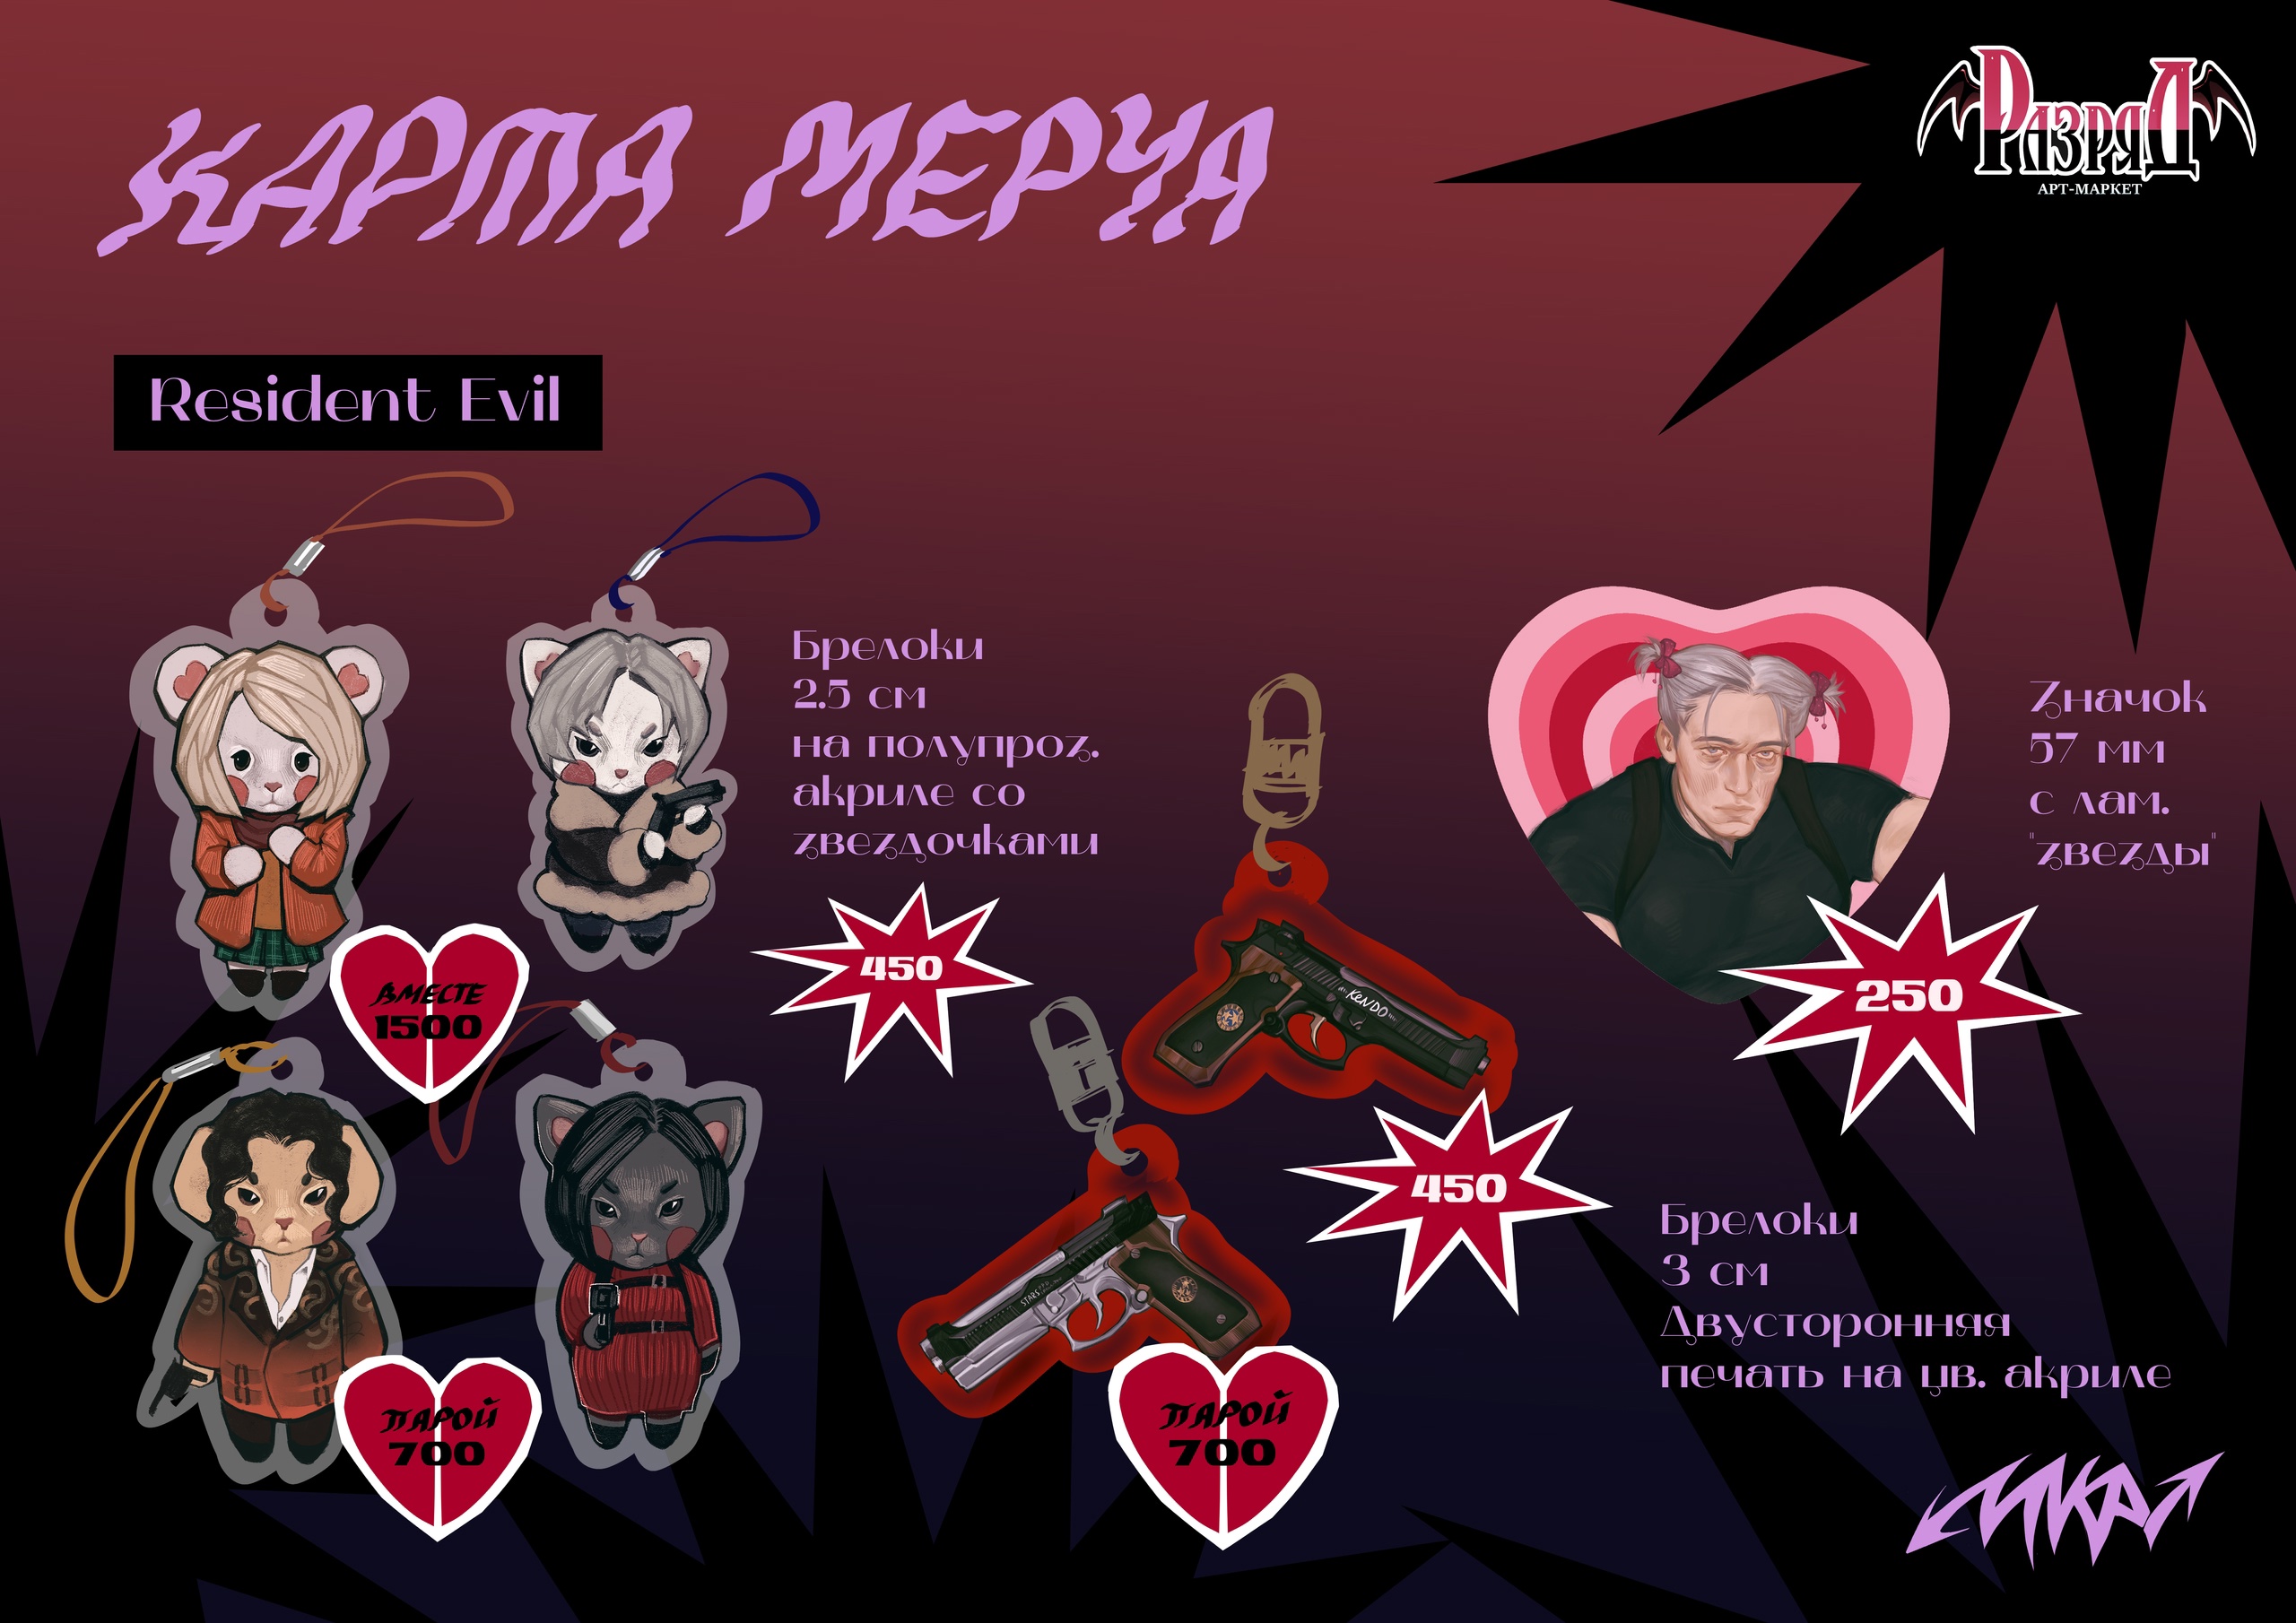 КАРТА МЕРЧА
РАЗРЯД
АРТ-МАРКЕТ
Resident Evil
Брелоки
2.5 см
на полупроз.
акриле со
звездочками
450
Значок
57 мм
с лам.
"звезды"
250
ВМЕСТЕ
1500
KENDO
450
STARS
Брелоки
3 см
Двусторонняя
печать на цв. акриле
ПАРОЙ
700
ПАРОЙ
700